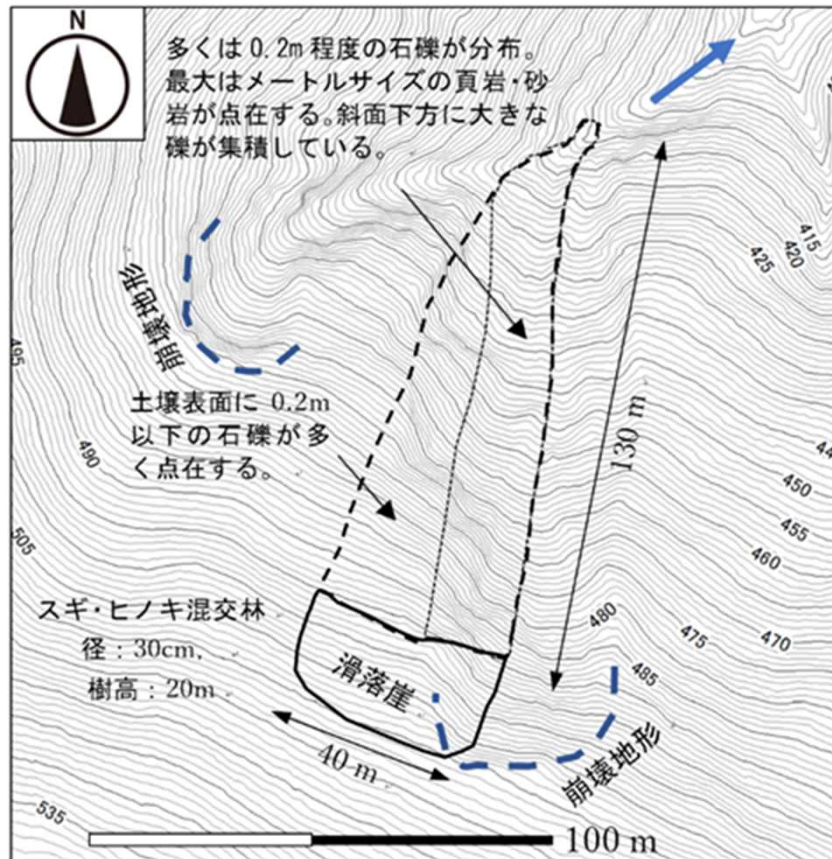 N
多くは 0.2m 程度の石礫が分布。
最大はメートルサイズの頁岩・砂
岩が点在する。斜面下方に大きな
礫が集積している。
415
420
425
崩壊地形
495
土壌表面に 0.2m
以下の石礫が多
く点在する。
130 m
490
450
455
505
460
スギ・ヒノキ混交林
径：30cm,
樹高：20m
480
475
470
滑落崖
485
40 m
崩壊地形
535
100 m